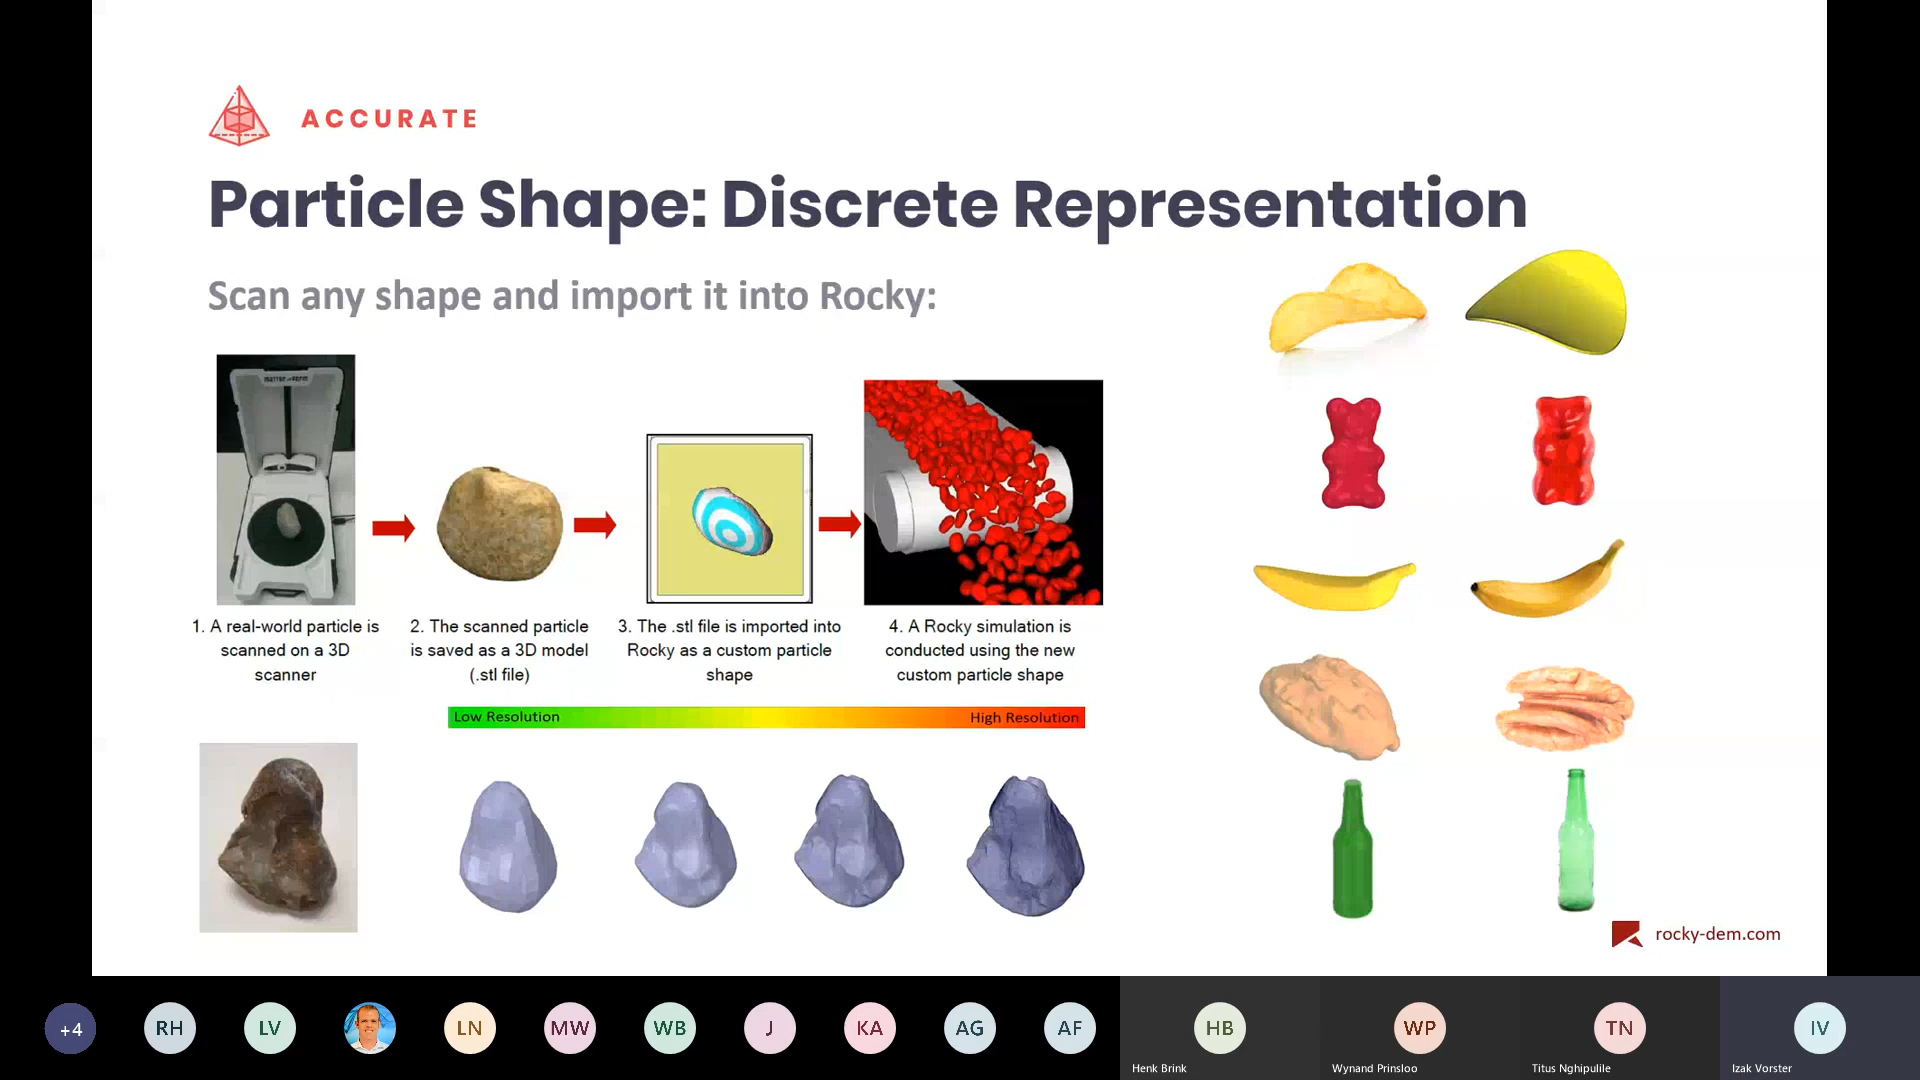 ACCURATE
Particle Shape: Discrete Representation
Scan any shape and import it into Rocky:
matter and form
1. A real-world particle is
scanned on a 3D
scanner
2. The scanned particle
is saved as a 3D model
(.stl file)
3. The .stl file is imported into
Rocky as a custom particle
shape
4. A Rocky simulation is
conducted using the new
custom particle shape
Low Resolution
High Resolution
rocky-dem.com
+4
RH
LV
LN
MW
WB
J
KA
AG
AF
HB
WP
TN
IV
Henk Brink
Wynand Prinsloo
Titus Nghipulile
Izak Vorster